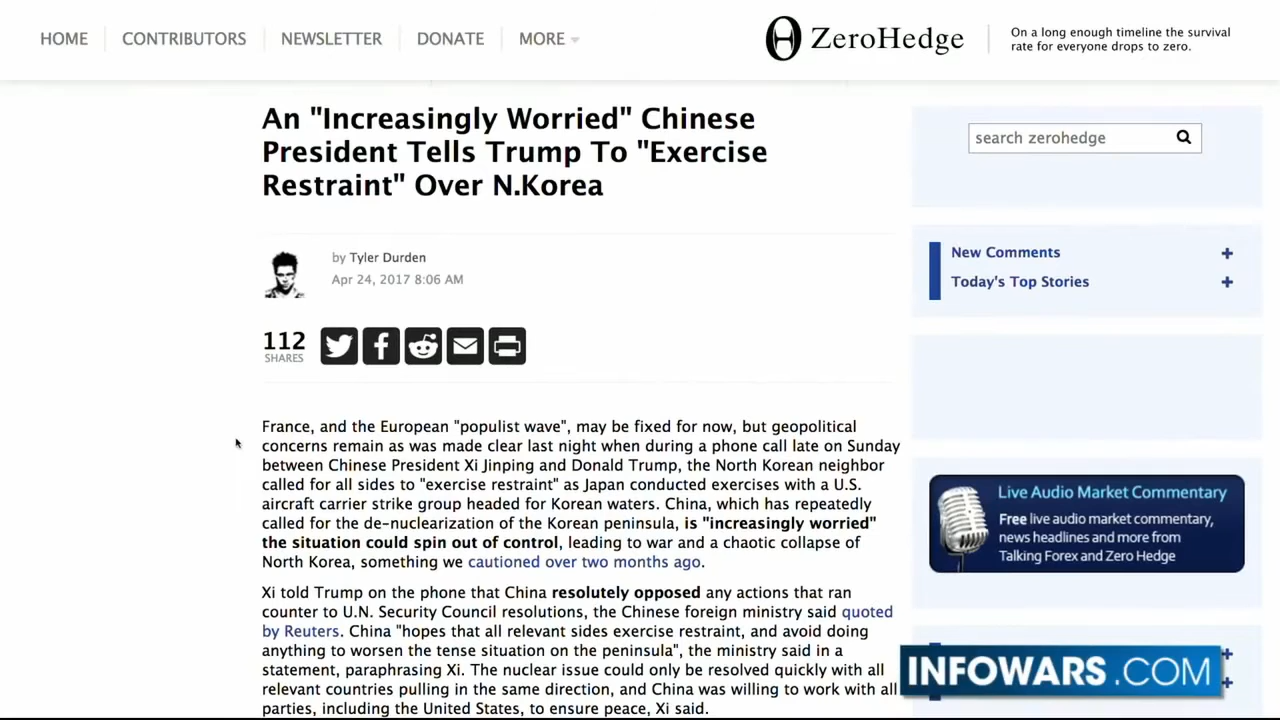 HOME
CONTRIBUTORS
NEWSLETTER
DONATE
MORE
ZeroHedge
On a long enough timeline the survival
rate for everyone drops to zero.
An "Increasingly Worried" Chinese
President Tells Trump To "Exercise
Restraint" Over N.Korea
by Tyler Durden
Apr 24, 2017 8:06 AM
112
SHARES
France, and the European "populist wave", may be fixed for now, but geopolitical
concerns remain as was made clear last night when during a phone call late on Sunday
between Chinese President Xi Jinping and Donald Trump, the North Korean neighbor
called for all sides to "exercise restraint" as Japan conducted exercises with a U.S.
aircraft carrier strike group headed for Korean waters. China, which has repeatedly
called for the de-nuclearization of the Korean peninsula, is "increasingly worried"
the situation could spin out of control, leading to war and a chaotic collapse of
North Korea, something we cautioned over two months ago.
Xi told Trump on the phone that China resolutely opposed any actions that ran
counter to U.N. Security Council resolutions, the Chinese foreign ministry said quoted
by Reuters. China "hopes that all relevant sides exercise restraint, and avoid doing
anything to worsen the tense situation on the peninsula", the ministry said in a
statement, paraphrasing Xi. The nuclear issue could only be resolved quickly with all
relevant countries pulling in the same direction, and China was willing to work with all
parties, including the United States, to ensure peace, Xi said.
search zerohedge
New Comments
Today's Top Stories
Live Audio Market Commentary
Free live audio market commentary,
news headlines and more from
Talking Forex and Zero Hedge
INFOWARS.COM